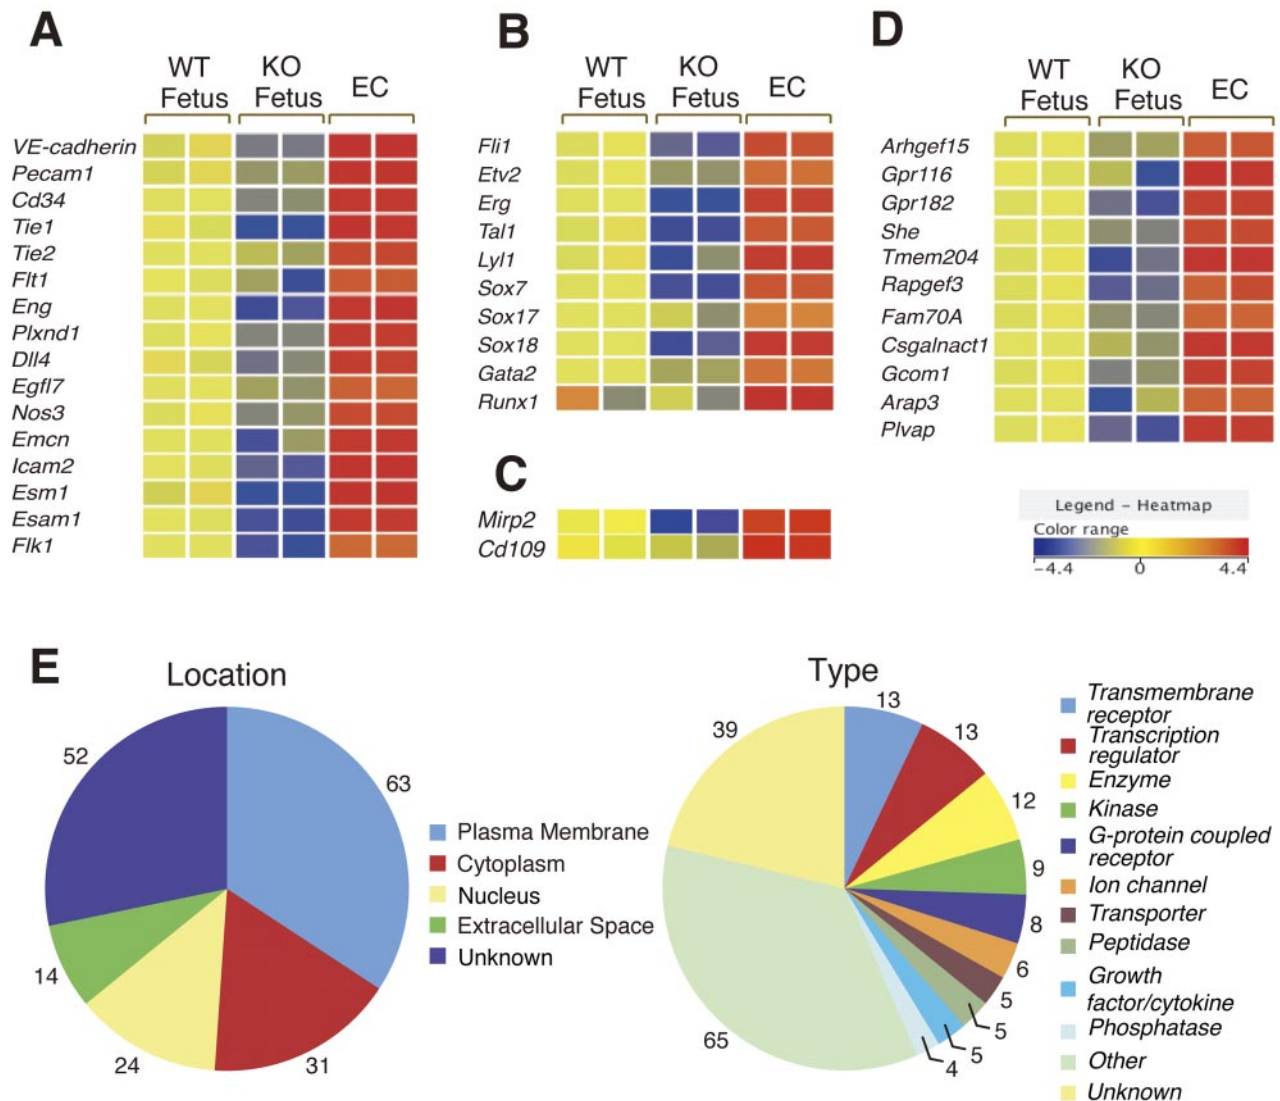 A
WT
Fetus
KO
Fetus
EC
VE-cadherin
Pecam1
Cd34
Tie1
Tie2
Flt1
Eng
Plxnd1
Dll4
Egfl7
Nos3
Emcn
Icam2
Esm1
Esam1
Flk1
B
WT
Fetus
KO
Fetus
EC
Fli1
Etv2
Erg
Tal1
Lyl1
Sox7
Sox17
Sox18
Gata2
Runx1
C
Mirp2
Cd109
D
WT
Fetus
KO
Fetus
EC
Arhgef15
Gpr116
Gpr182
She
Tmem204
Rapgef3
Fam70A
Csgalnact1
Gcom1
Arap3
Plvap
Legend - Heatmap
Color range
-4.4 0 4.4
E
Location
52
63
14
24
31
Plasma Membrane
Cytoplasm
Nucleus
Extracellular Space
Unknown
Type
39
13
13
12
9
8
6
5
5
5
4
65
Transmembrane
receptor
Transcription
regulator
Enzyme
Kinase
G-protein coupled
receptor
Ion channel
Transporter
Peptidase
Growth
factor/cytokine
Phosphatase
Other
Unknown